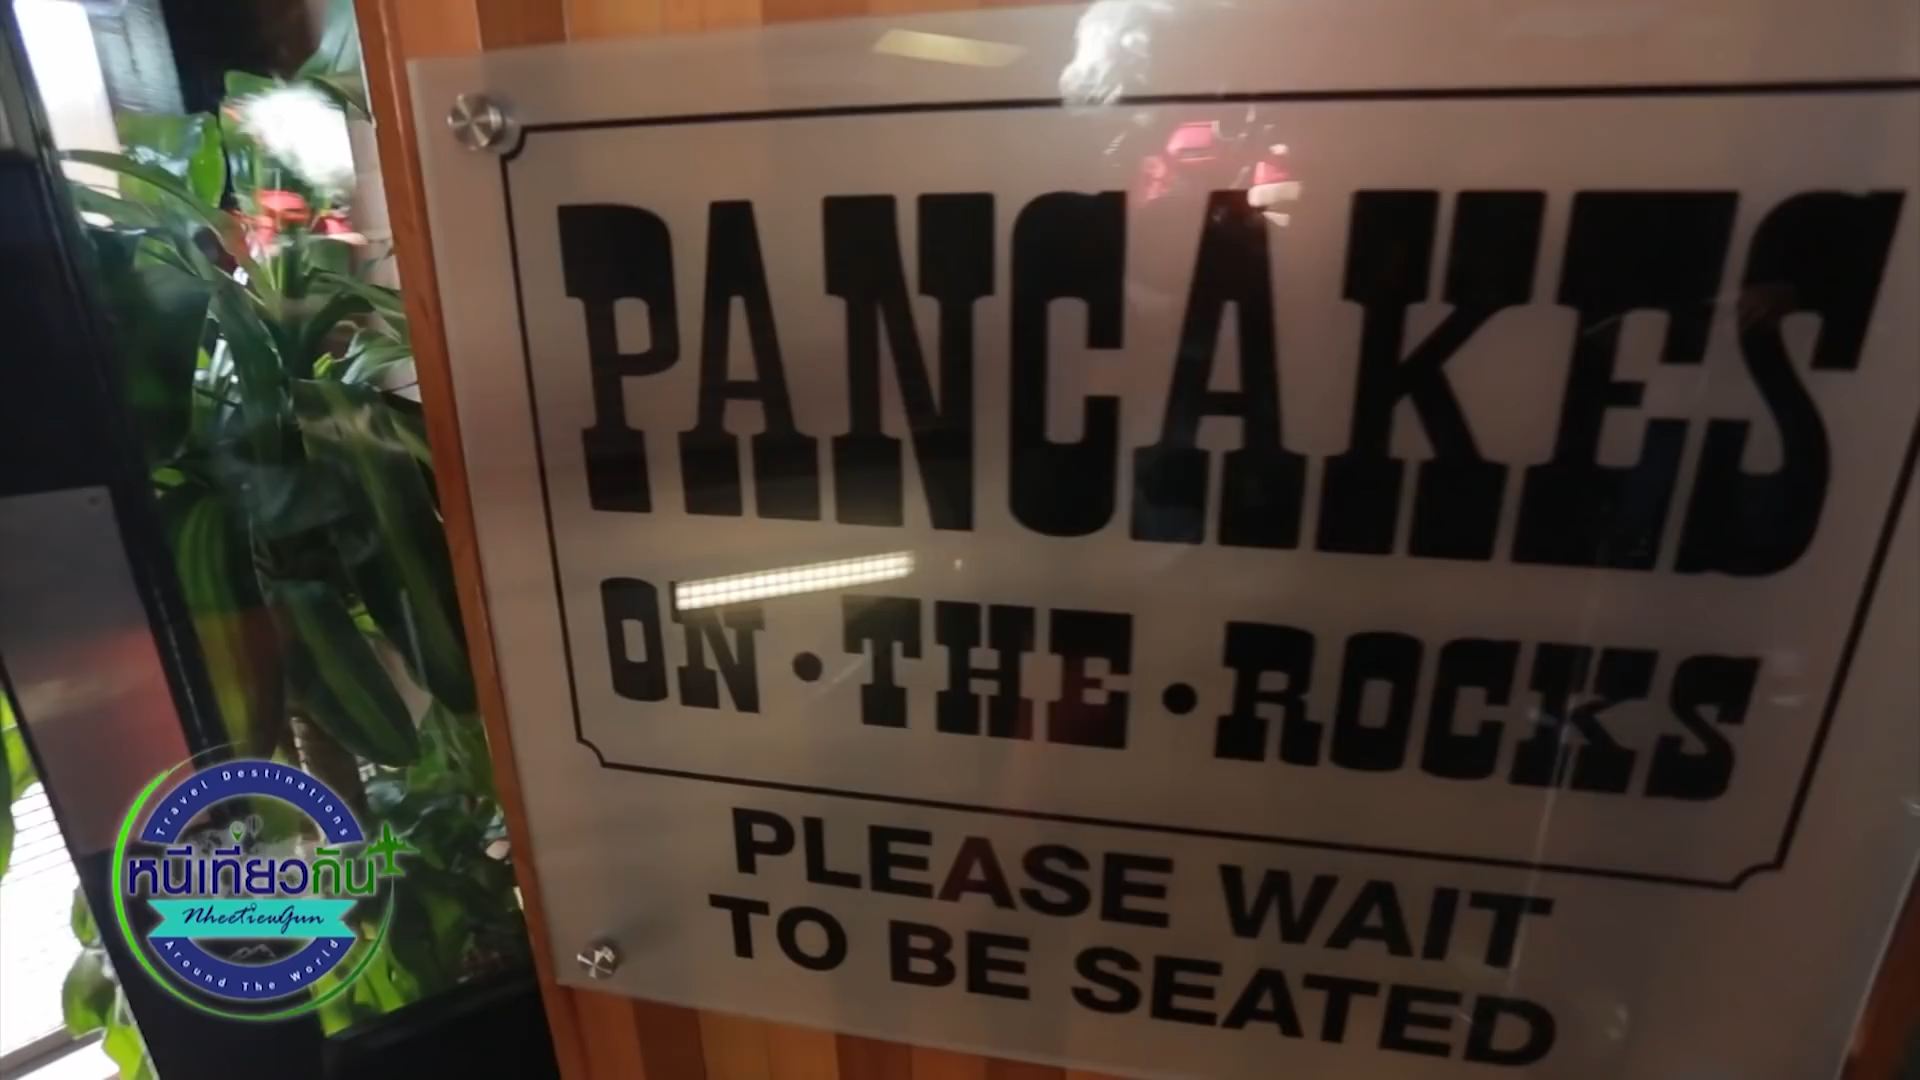 PANCAKES
ON•THE•ROCKS
PLEASE WAIT
TO BE SEATED
Travel Destinations
หนีเที่ยวกัน
NheeTiewGun
Around The World